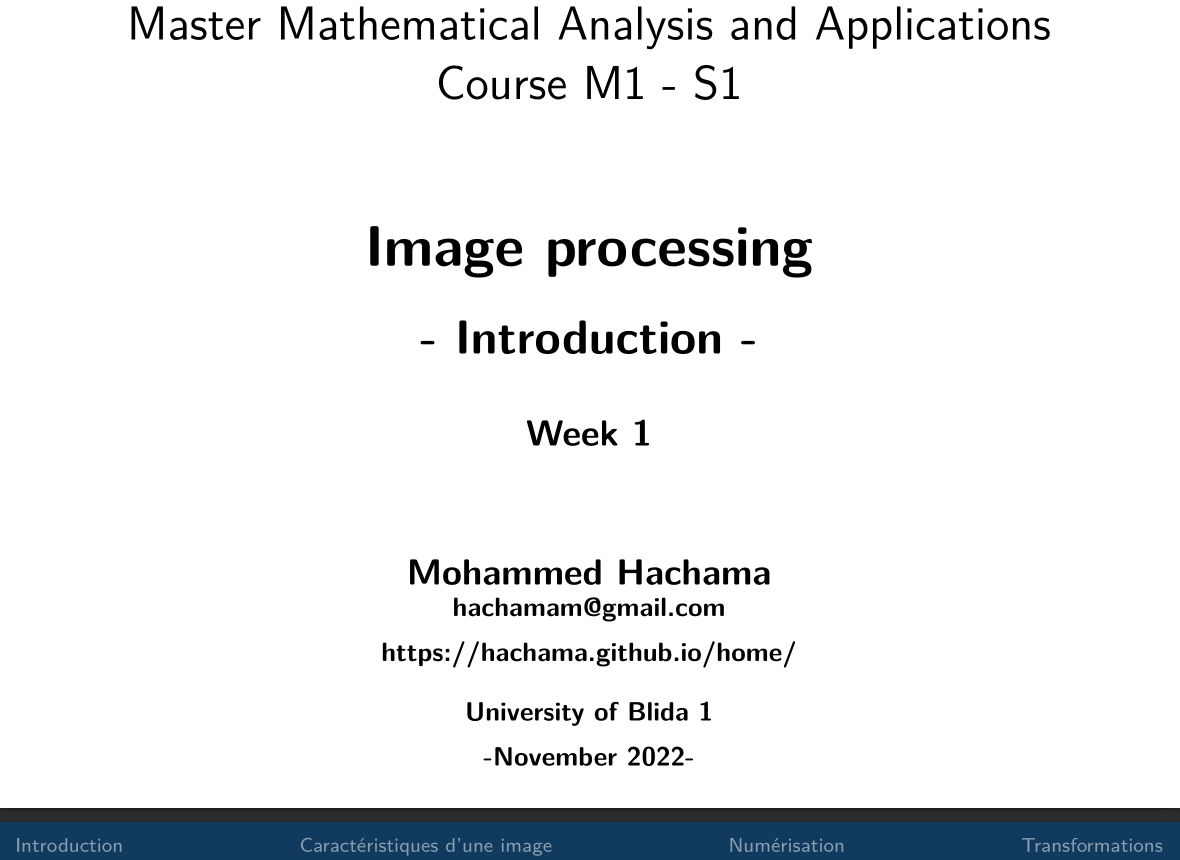 Master Mathematical Analysis and Applications
Course M1 - S1
Image processing
- Introduction -
Week 1
Mohammed Hachama
hachamam@gmail.com
https://hachama.github.io/home/
University of Blida 1
-November 2022-
Introduction Caractéristiques d'une image Numérisation Transformations